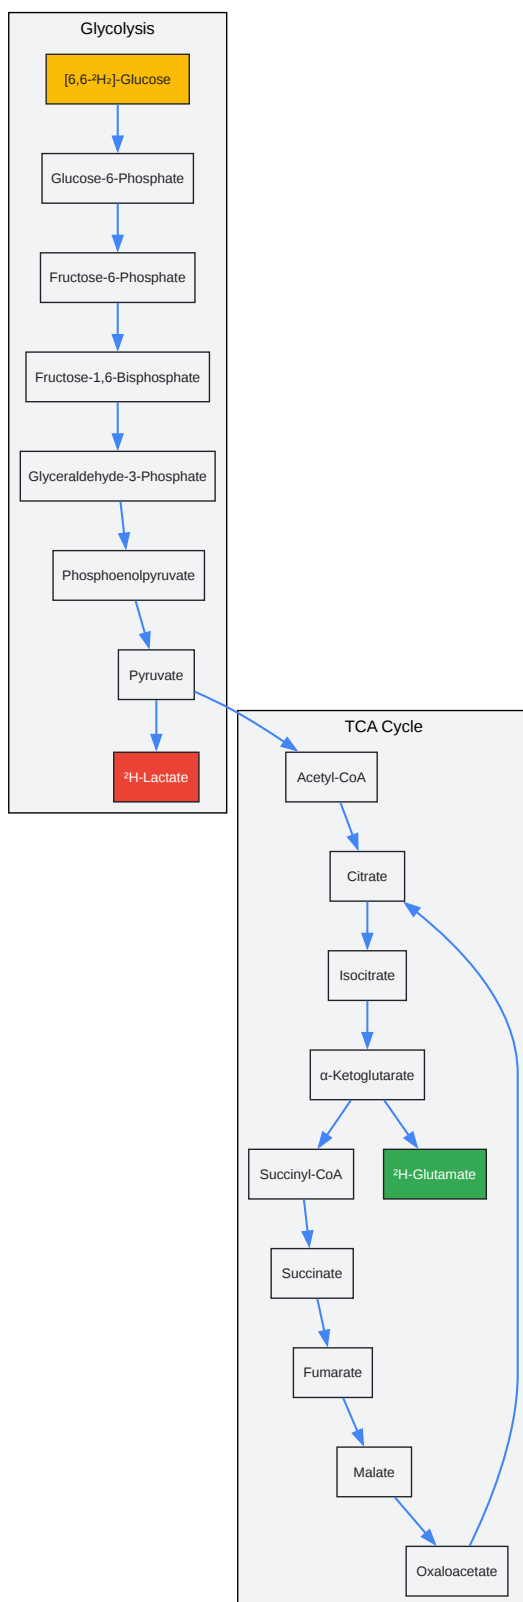 Glycolysis
[6,6-²H₂]-Glucose
Glucose-6-Phosphate
Fructose-6-Phosphate
Fructose-1,6-Bisphosphate
Glyceraldehyde-3-Phosphate
Phosphoenolpyruvate
Pyruvate
²H-Lactate
TCA Cycle
Acetyl-CoA
Citrate
Isocitrate
α-Ketoglutarate
Succinyl-CoA
²H-Glutamate
Succinate
Fumarate
Malate
Oxaloacetate